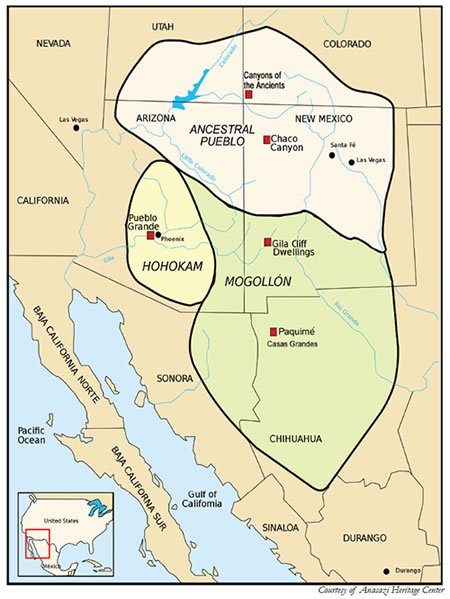 UTAH
NEVADA
COLORADO
Colorado
Canyons of
the Ancients
ARIZONA
NEW MEXICO
Las Vegas
ANCESTRAL
PUEBLO
Chaco
Canyon
Santa Fé
Las Vegas
Little Colorado
CALIFORNIA
Pueblo
Grande
Phoenix
Gila Cliff
Dwellings
Gila
HOHOKAM
MOGOLLÓN
Rio Grande
Paquimé
Casas Grandes
BAJA CALIFORNIA NORTE
SONORA
Pacific
Ocean
CHIHUAHUA
BAJA CALIFORNIA SUR
Gulf of
California
United States
México
SINALOA
DURANGO
Durango
Courtesy of Anasazi Heritage Center